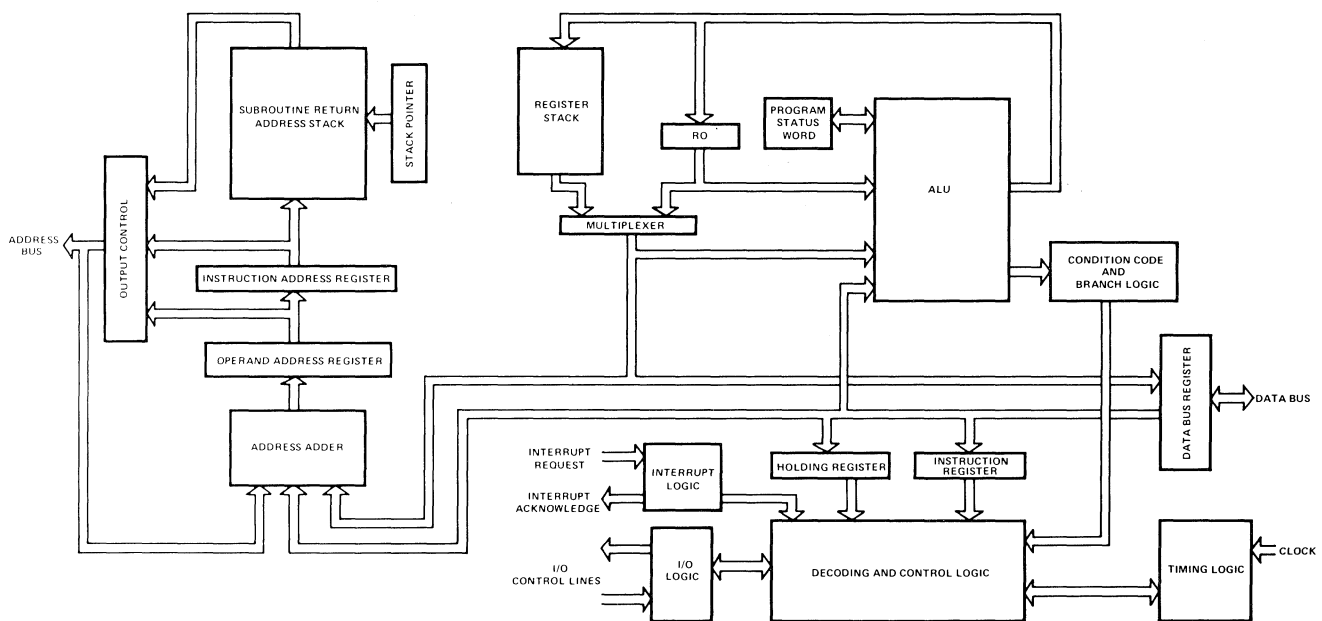 SUBROUTINE RETURN
ADDRESS STACK
STACK POINTER
REGISTER
STACK
RO
PROGRAM
STATUS
WORD
ALU
MULTIPLEXER
ADDRESS
BUS
OUTPUT CONTROL
INSTRUCTION ADDRESS REGISTER
CONDITION CODE
AND
BRANCH LOGIC
OPERAND ADDRESS REGISTER
DATA BUS REGISTER
DATA BUS
ADDRESS ADDER
INTERRUPT
REQUEST
INTERRUPT
LOGIC
HOLDING REGISTER
INSTRUCTION
REGISTER
INTERRUPT
ACKNOWLEDGE
I/O
CONTROL LINES
I/O
LOGIC
DECODING AND CONTROL LOGIC
TIMING LOGIC
CLOCK